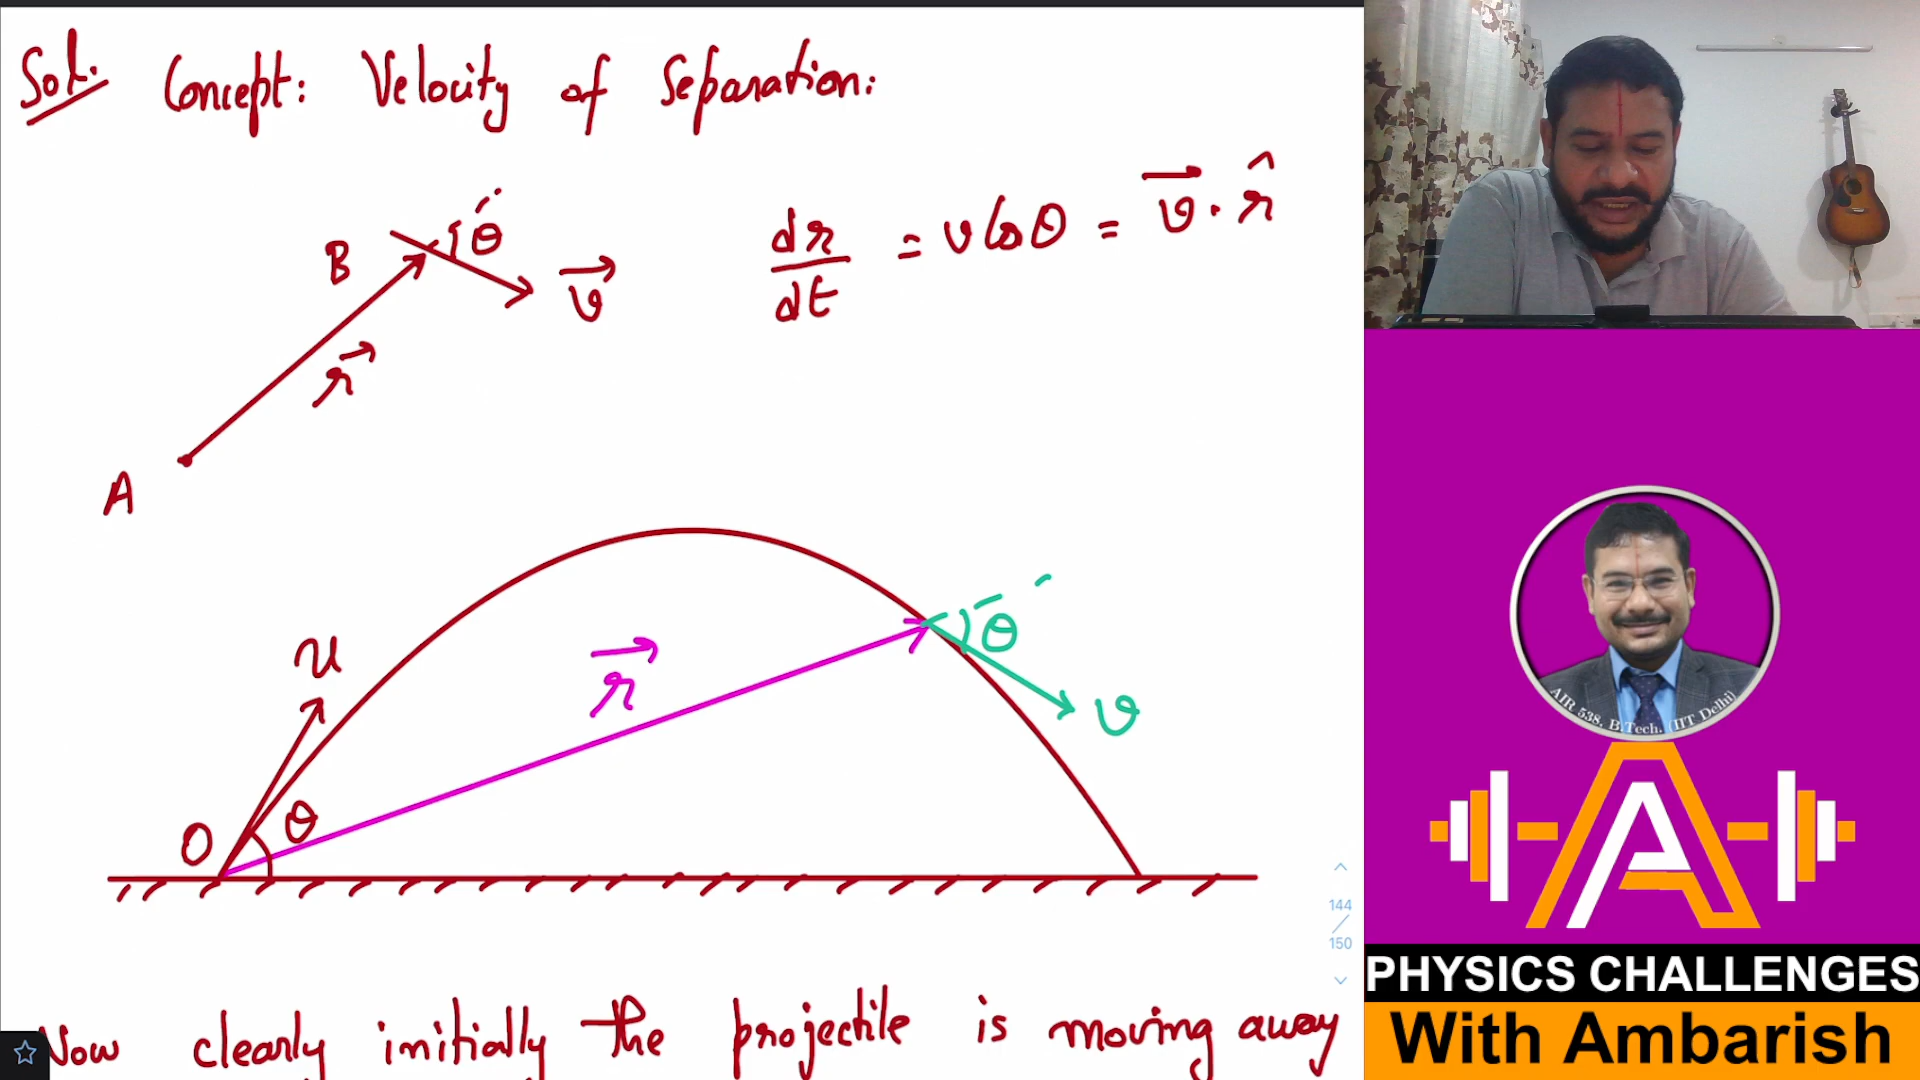 Sol. Concept: Velocity of Separation:
B θ v⃗
dr/dt = v Cos θ = v⃗ · r̂
r⃗
A
u r⃗ θ v
O θ
144
/
150
Now clearly initially the projectile is moving away
AIR 538, B.Tech. (IIT Delhi)
A
PHYSICS CHALLENGES
With Ambarish